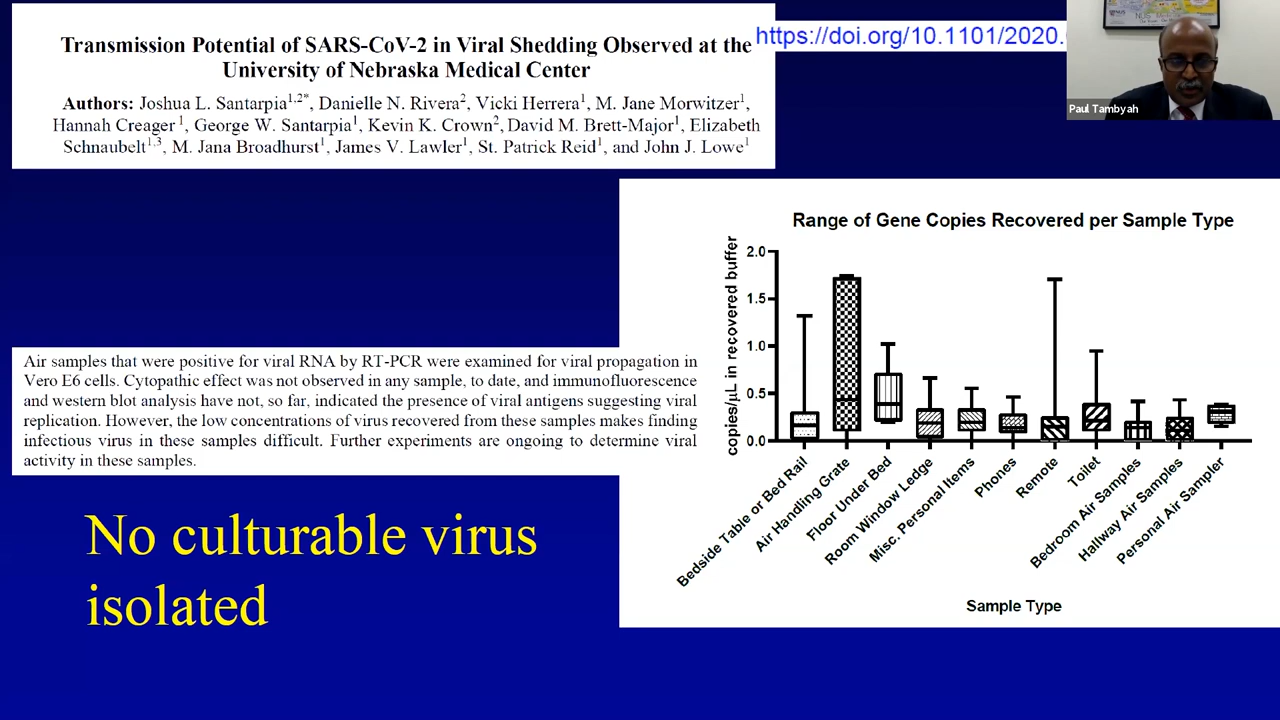 Transmission Potential of SARS-CoV-2 in Viral Shedding Observed at the
University of Nebraska Medical Center
Authors: Joshua L. Santarpia1,2*, Danielle N. Rivera2, Vicki Herrera1, M. Jane Morwitzer1,
Hannah Creager1, George W. Santarpia1, Kevin K. Crown2, David M. Brett-Major1, Elizabeth
Schnaubelt1,3, M. Jana Broadhurst1, James V. Lawler1, St. Patrick Reid1, and John J. Lowe1
https://doi.org/10.1101/2020.
Paul Tambyah
Air samples that were positive for viral RNA by RT-PCR were examined for viral propagation in
Vero E6 cells. Cytopathic effect was not observed in any sample, to date, and immunofluorescence
and western blot analysis have not, so far, indicated the presence of viral antigens suggesting viral
replication. However, the low concentrations of virus recovered from these samples makes finding
infectious virus in these samples difficult. Further experiments are ongoing to determine viral
activity in these samples.
No culturable virus
isolated
Range of Gene Copies Recovered per Sample Type
copies/µL in recovered buffer
2.0
1.5
1.0
0.5
0.0
Bedside Table or Bed Rail
Air Handling Grate
Floor Under Bed
Room Window Ledge
Misc. Personal Items
Phones
Remote
Toilet
Bedroom Air Samples
Hallway Air Samples
Personal Air Sampler
Sample Type